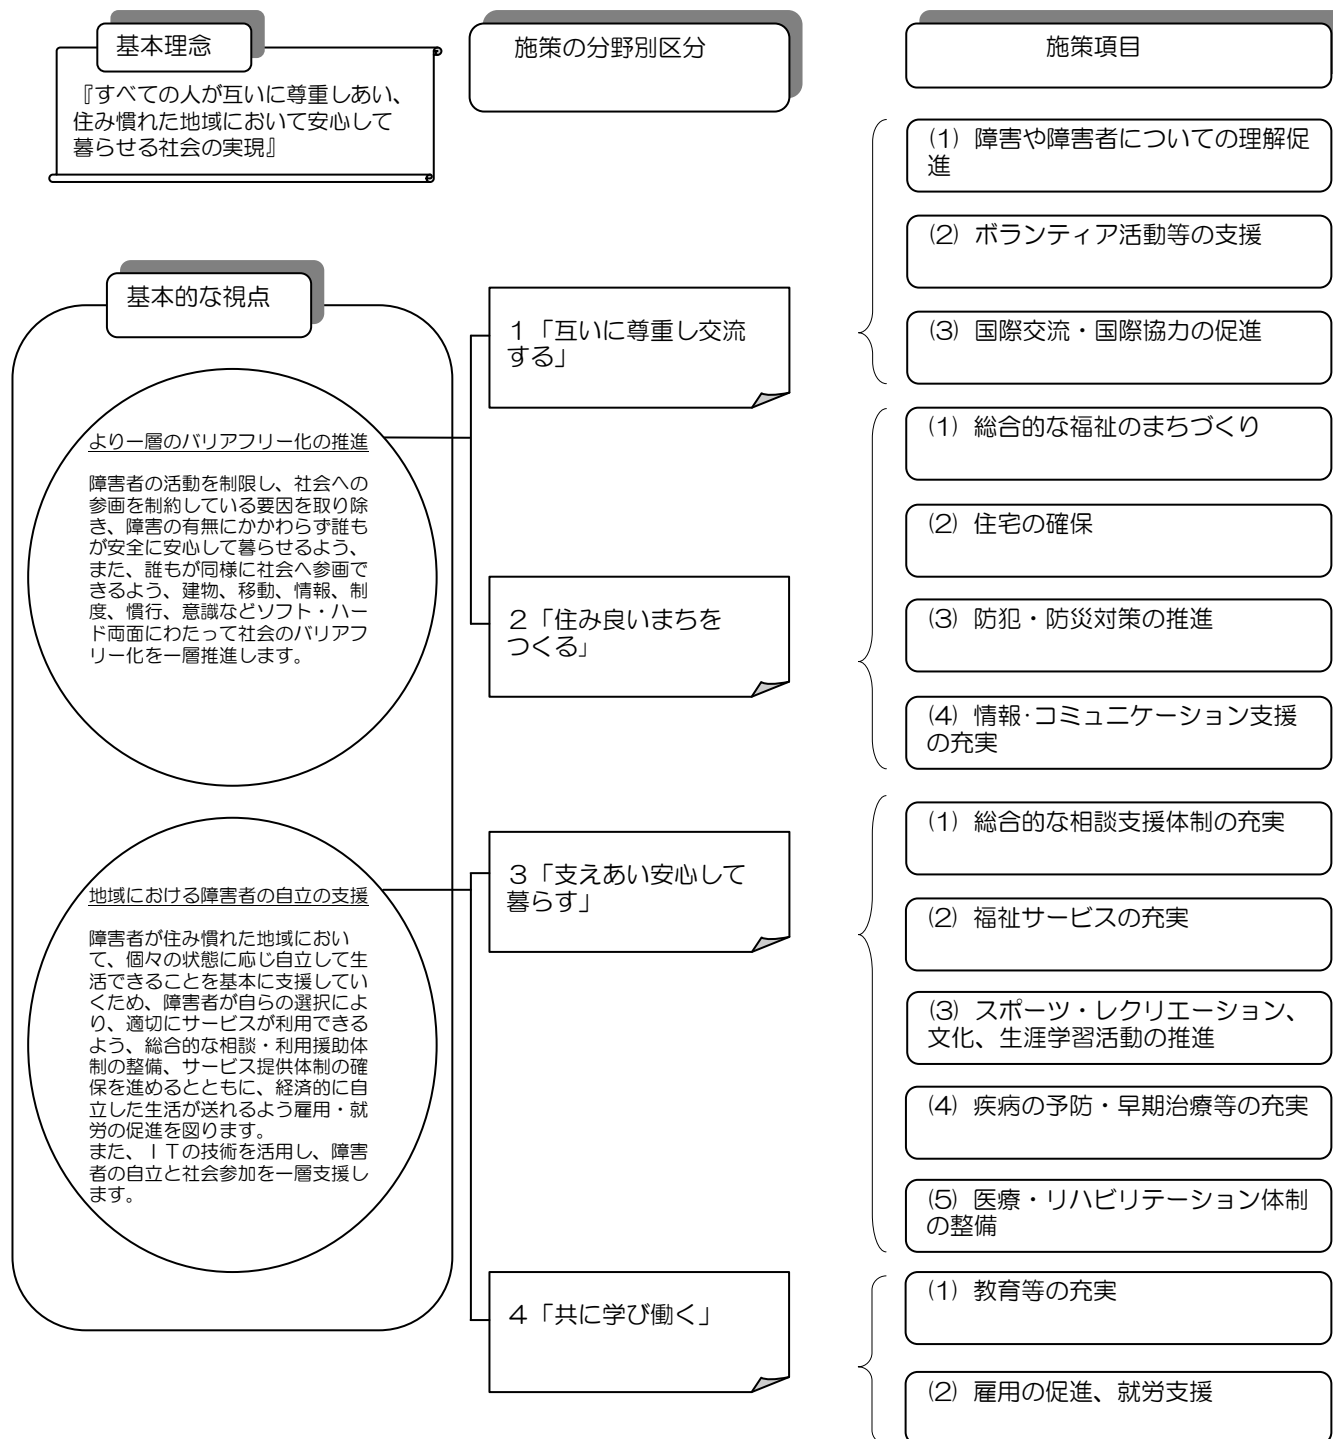 基本理念
『すべての人が互いに尊重しあい、
住み慣れた地域において安心して
暮らせる社会の実現』
基本的な視点
より一層のバリアフリー化の推進
障害者の活動を制限し、社会への
参画を制約している要因を取り除
き、障害の有無にかかわらず誰も
が安全に安心して暮らせるよう、
また、誰もが同様に社会へ参画で
きるよう、建物、移動、情報、制
度、慣行、意識などソフト・ハー
ド両面にわたって社会のバリアフ
リー化を一層推進します。
地域における障害者の自立の支援
障害者が住み慣れた地域におい
て、個々の状態に応じ自立して生
活できることを基本に支援してい
くため、障害者が自らの選択によ
り、適切にサービスが利用できる
よう、総合的な相談・利用援助体
制の整備、サービス提供体制の確
保を進めるとともに、経済的に自
立した生活が送れるよう雇用・就
労の促進を図ります。
また、ＩＴの技術を活用し、障害
者の自立と社会参加を一層支援し
ます。
施策の分野別区分
１「互いに尊重し交流
する」
２「住み良いまちを
つくる」
３「支えあい安心して
暮らす」
４「共に学び働く」
施策項目
(1) 障害や障害者についての理解促
進
(2) ボランティア活動等の支援
(3) 国際交流・国際協力の促進
(1) 総合的な福祉のまちづくり
(2) 住宅の確保
(3) 防犯・防災対策の推進
(4) 情報・コミュニケーション支援
の充実
(1) 総合的な相談支援体制の充実
(2) 福祉サービスの充実
(3) スポーツ・レクリエーション、
文化、生涯学習活動の推進
(4) 疾病の予防・早期治療等の充実
(5) 医療・リハビリテーション体制
の整備
(1) 教育等の充実
(2) 雇用の促進、就労支援